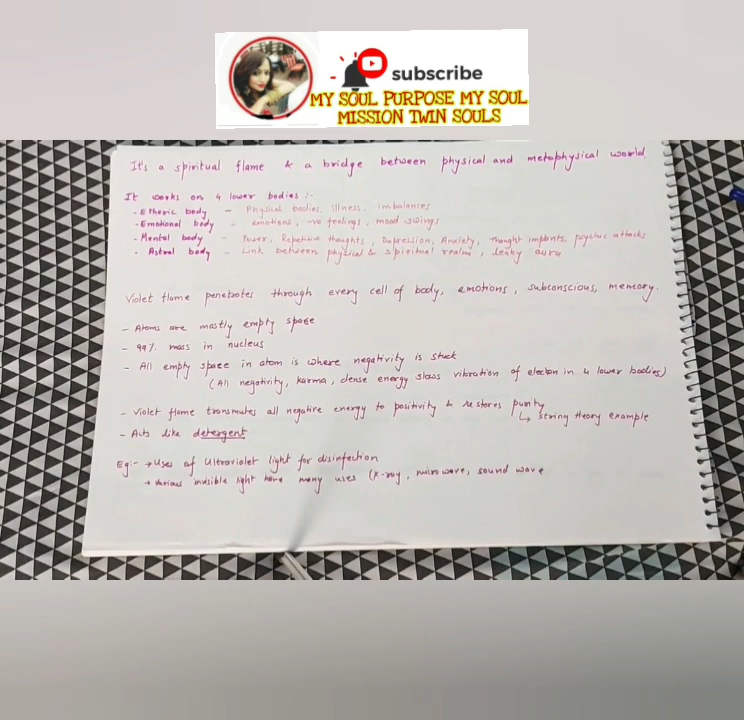 subscribe
MY SOUL PURPOSE MY SOUL
MISSION TWIN SOULS
It's a spiritual flame & a bridge between physical and metaphysical world.
It works on 4 lower bodies :-
- Etheric body - Physical bodies, illness, imbalances
- Emotional body - emotions, -ve feelings, mood swings
- Mental body - Power, Repetitive thoughts, Depression, Anxiety, Thought implants, psychic attacks
- Astral body - Link between physical & spiritual realm, leaky aura
Violet flame penetrates through every cell of body, emotions, subconscious, memory.
- Atoms are mostly empty space
- 99% mass in nucleus
- All empty space in atom is where negativity is stuck
(All negativity, karma, dense energy slows vibration of electon in 4 lower bodies)
- Violet flame transmutes all negative energy to positivity & restores purity
↳ string theory example
- Acts like detergent
Eg:- → Uses of Ultraviolet light for disinfection
→ Various invisible light have many uses (X-ray, microwave, sound wave